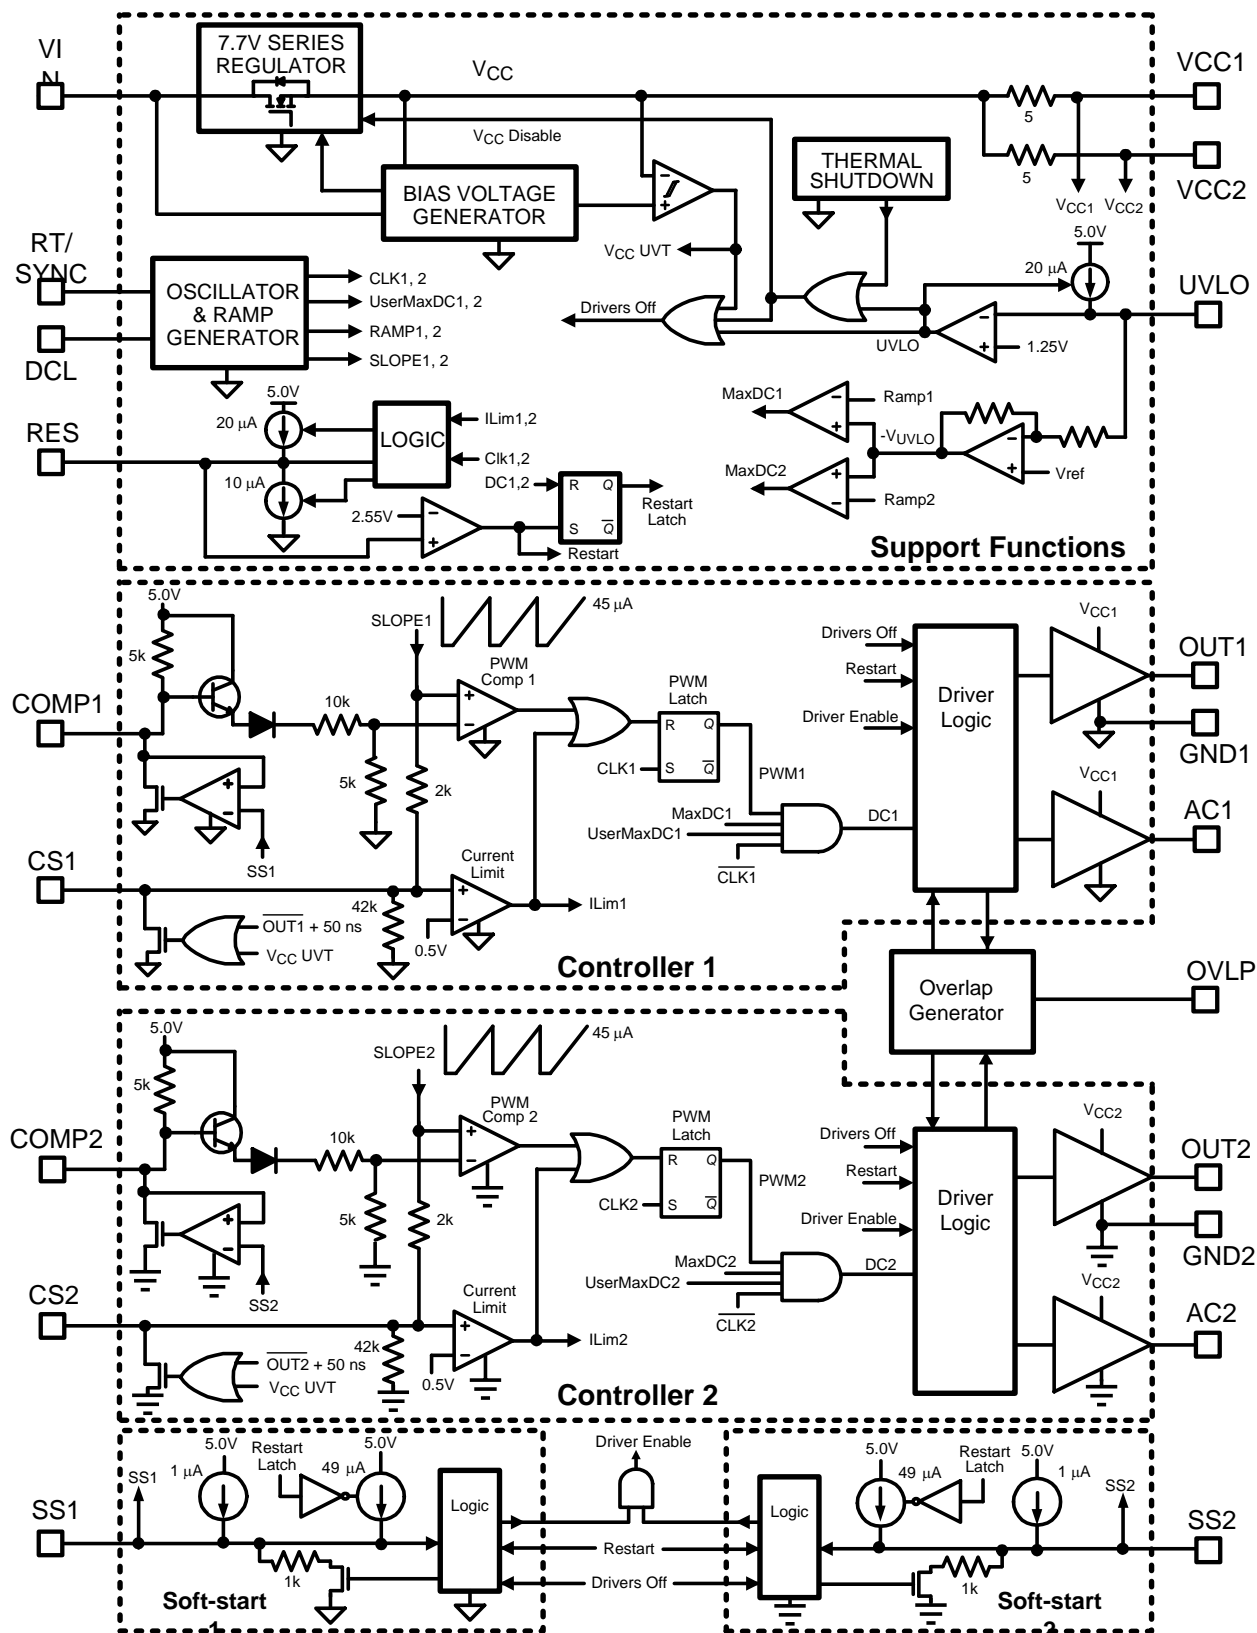 VI
N
7.7V SERIES
REGULATOR
VCC
VCC1
VCC Disable
5
THERMAL
SHUTDOWN
5
VCC2
BIAS VOLTAGE
GENERATOR
VCC1
VCC2
VCC UVT
5.0V
RT/
SYNC
20 µA
UVLO
OSCILLATOR
& RAMP
GENERATOR
CLK1, 2
UserMaxDC1, 2
RAMP1, 2
SLOPE1, 2
Drivers Off
UVLO
1.25V
DCL
5.0V
20 µA
RES
LOGIC
ILim1,2
Clk1,2
10 µA
MaxDC1
Ramp1
-VUVLO
MaxDC2
Vref
Ramp2
DC1,2
R
Q
S
Q
Restart
Latch
2.55V
Restart
Support Functions
5.0V
5k
SLOPE1
45 µA
PWM
Comp 1
VCC1
Drivers Off
Restart
Driver Enable
Driver
Logic
OUT1
COMP1
10k
PWM
Latch
R
Q
S
Q
CLK1
5k
2k
PWM1
GND1
VCC1
MaxDC1
UserMaxDC1
CLK1
DC1
AC1
SS1
CS1
Current
Limit
42k
0.5V
ILim1
OUT1 + 50 ns
VCC UVT
Controller 1
Overlap
Generator
OVLP
5.0V
5k
SLOPE2
45 µA
PWM
Comp 2
VCC2
Drivers Off
Restart
Driver Enable
Driver
Logic
OUT2
COMP2
10k
PWM
Latch
R
Q
S
Q
CLK2
5k
2k
PWM2
GND2
VCC2
MaxDC2
UserMaxDC2
CLK2
DC2
AC2
SS2
CS2
Current
Limit
42k
0.5V
ILim2
OUT2 + 50 ns
VCC UVT
Controller 2
SS1
1 µA
5.0V
Restart
Latch
49 µA
5.0V
Logic
Driver Enable
Logic
5.0V
49 µA
Restart
Latch
5.0V
1 µA
SS2
SS1
SS2
Restart
Drivers Off
1k
1k
Soft-start
1
Soft-start
2